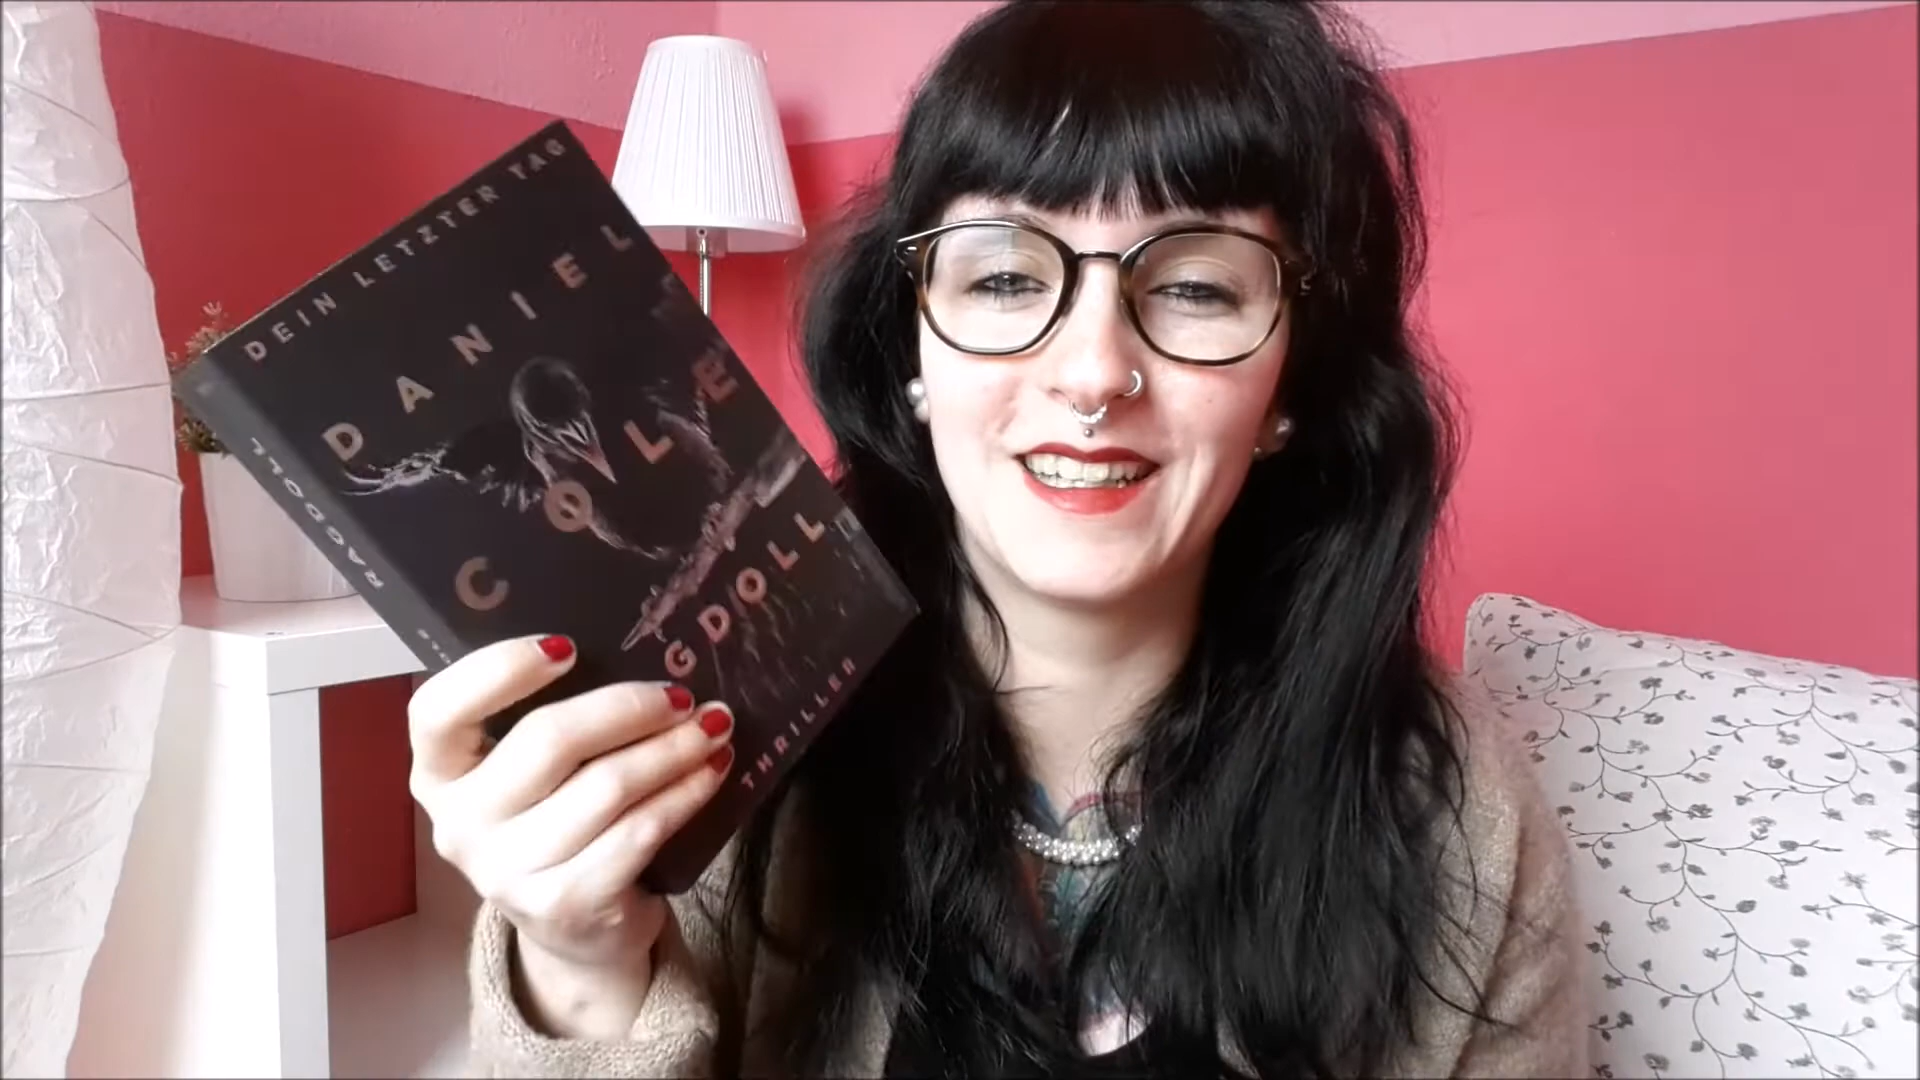 DEIN LETZTER TAG
DANIEL
COLE
GDOLL
THRILLER
RAGDOLL